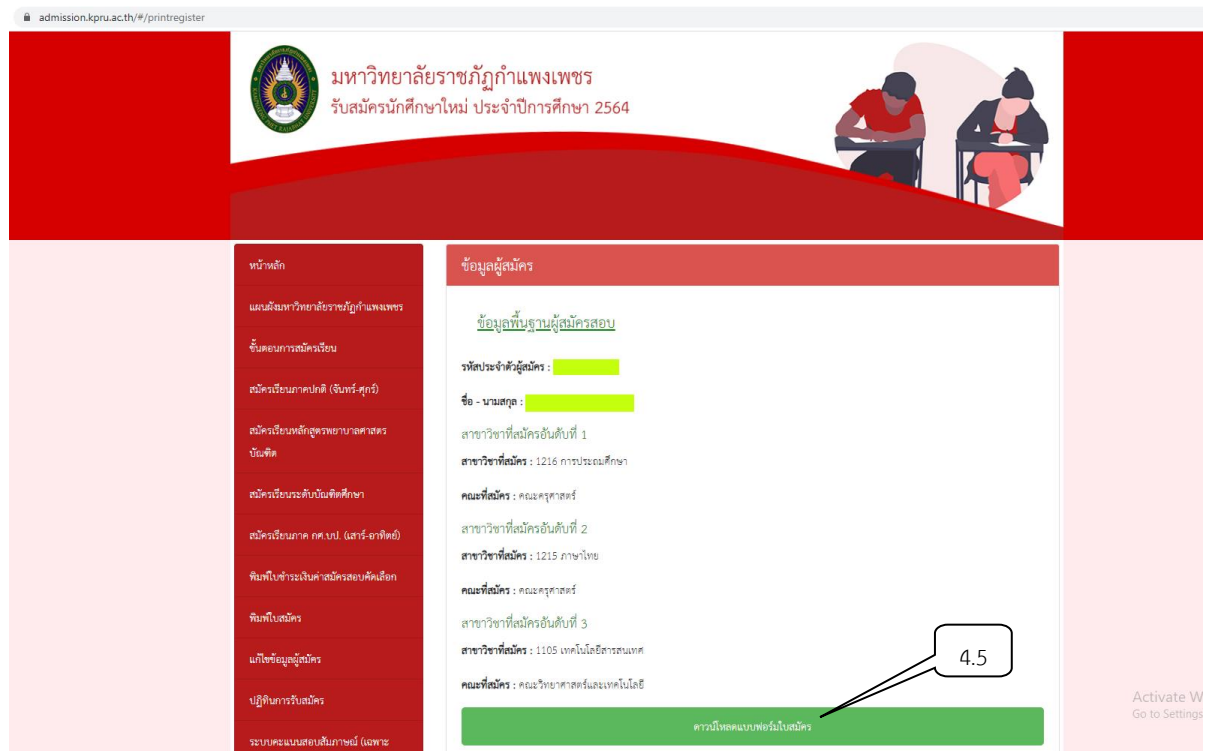 admission.kpru.ac.th/#/printregister
มหาวิทยาลัยราชภัฏกำแพงเพชร
รับสมัครนักศึกษาใหม่ ประจำปีการศึกษา 2564
หน้าหลัก
แผนผังมหาวิทยาลัยราชภัฏกำแพงเพชร
ขั้นตอนการสมัครเรียน
สมัครเรียนภาคปกติ (จันทร์-ศุกร์)
สมัครเรียนหลักสูตรพยาบาลศาสตร
บัณฑิต
สมัครเรียนระดับบัณฑิตศึกษา
สมัครเรียนภาค กศ.บป. (เสาร์-อาทิตย์)
พิมพ์ใบชำระเงินค่าสมัครสอบคัดเลือก
พิมพ์ใบสมัคร
แก้ไขข้อมูลผู้สมัคร
ปฏิทินการรับสมัคร
ระบบคะแนนสอบสัมภาษณ์ (เฉพาะ
ข้อมูลผู้สมัคร
ข้อมูลพื้นฐานผู้สมัครสอบ
รหัสประจำตัวผู้สมัคร :
ชื่อ - นามสกุล :
สาขาวิชาที่สมัครอันดับที่ 1
สาขาวิชาที่สมัคร : 1216 การประถมศึกษา
คณะที่สมัคร : คณะครุศาสตร์
สาขาวิชาที่สมัครอันดับที่ 2
สาขาวิชาที่สมัคร : 1215 ภาษาไทย
คณะที่สมัคร : คณะครุศาสตร์
สาขาวิชาที่สมัครอันดับที่ 3
สาขาวิชาที่สมัคร : 1105 เทคโนโลยีสารสนเทศ
คณะที่สมัคร : คณะวิทยาศาสตร์และเทคโนโลยี
4.5
ดาวน์โหลดแบบฟอร์มใบสมัคร
Activate W
Go to Settings